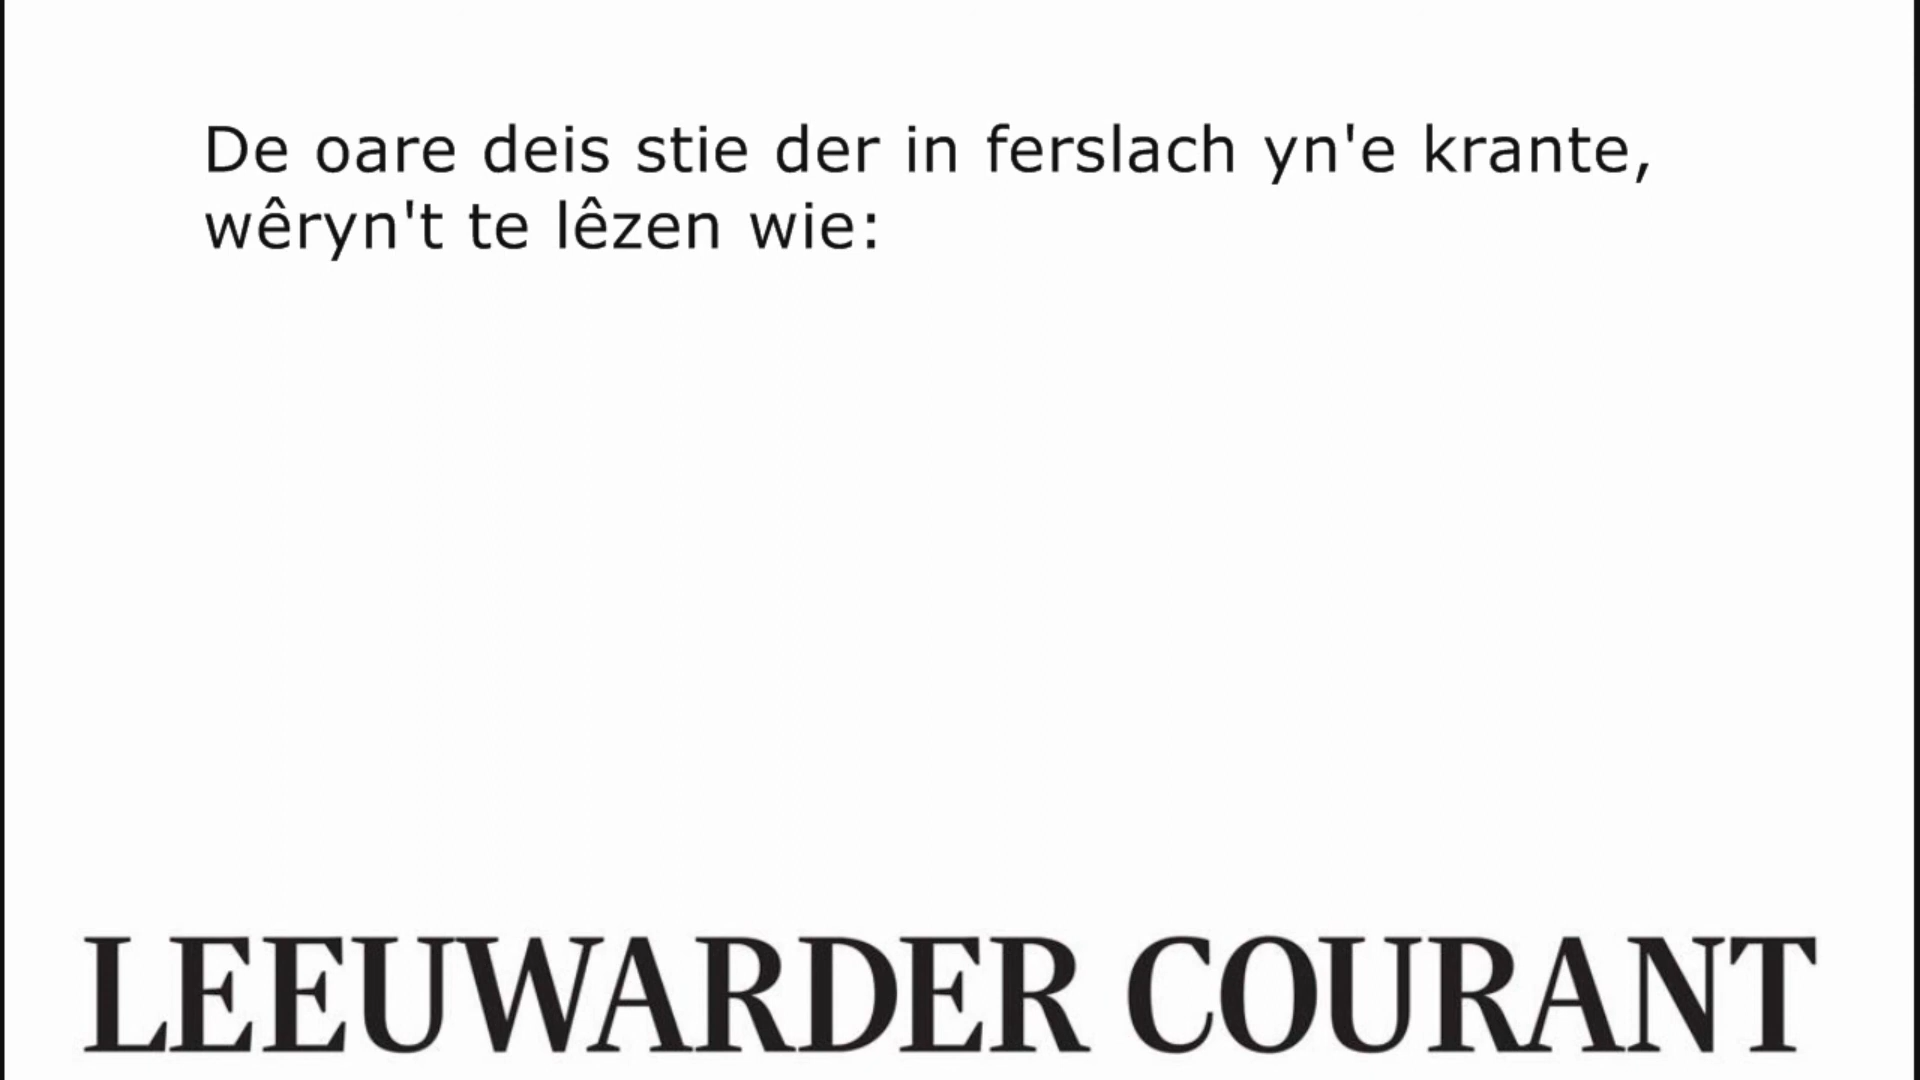 De oare deis stie der in ferslach yn'e krante,
wêryn't te lêzen wie:
LEEUWARDER COURANT